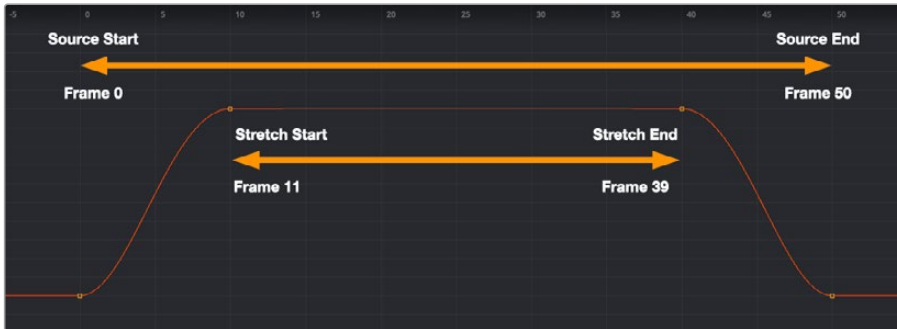 -5 0 5 10 15 20 25 30 35 40 45 50
Source Start Source End
Frame 0 Frame 50
Stretch Start Stretch End
Frame 11 Frame 39